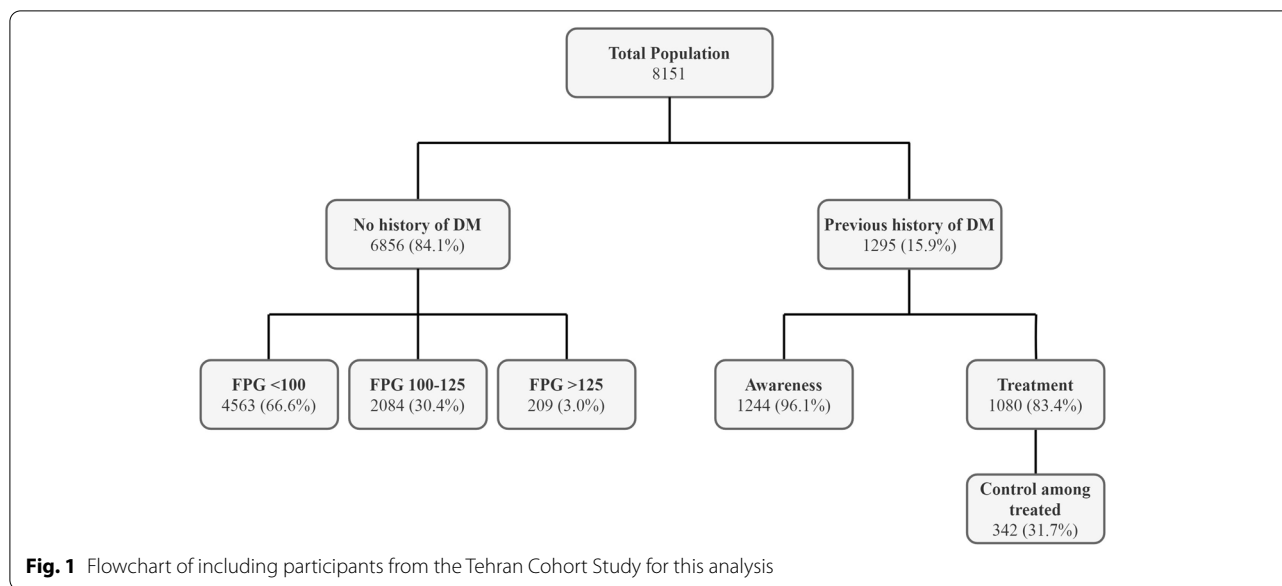 Total Population
8151
No history of DM
6856 (84.1%)
Previous history of DM
1295 (15.9%)
FPG <100
4563 (66.6%)
FPG 100-125
2084 (30.4%)
FPG >125
209 (3.0%)
Awareness
1244 (96.1%)
Treatment
1080 (83.4%)
Control among
treated
342 (31.7%)
Fig. 1 Flowchart of including participants from the Tehran Cohort Study for this analysis